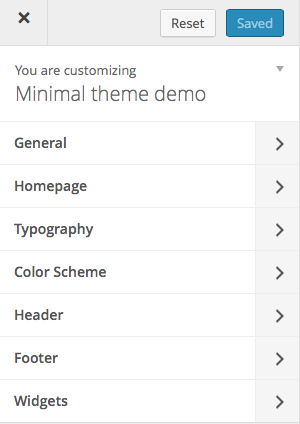 Reset Saved
You are customizing
Minimal theme demo
General
Homepage
Typography
Color Scheme
Header
Footer
Widgets